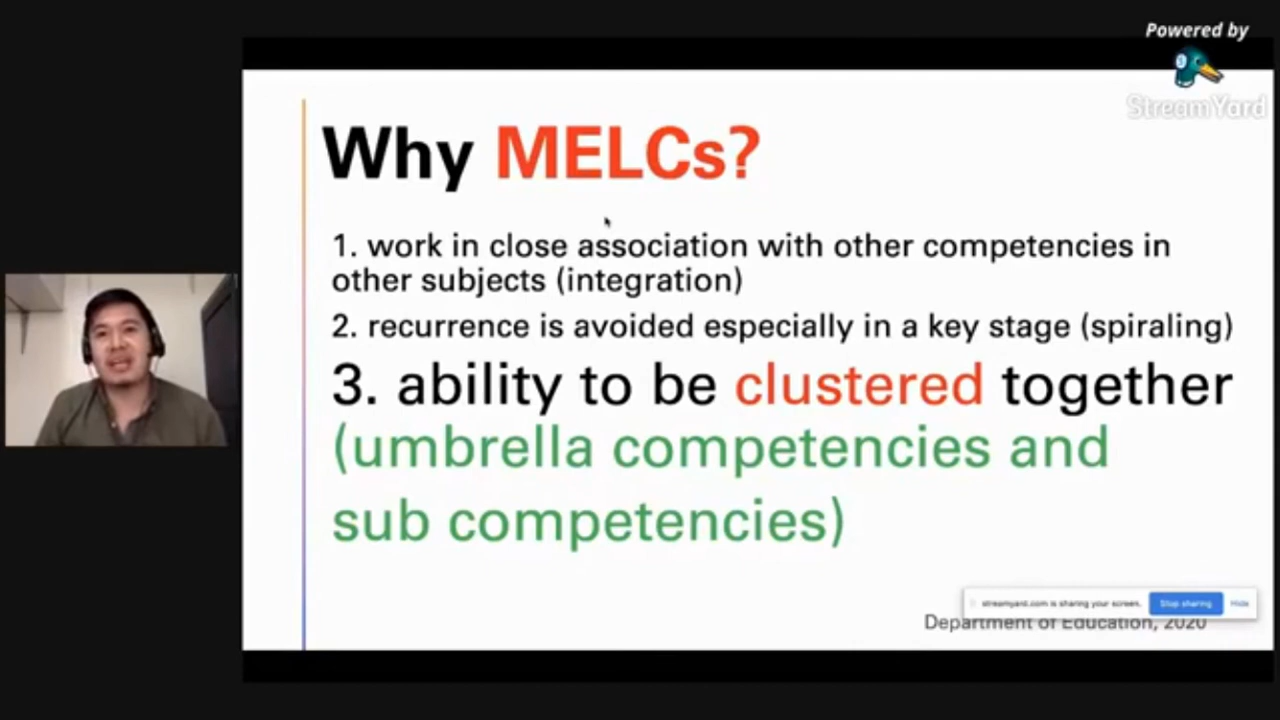 Powered by
StreamYard
Why MELCs?
1. work in close association with other competencies in
other subjects (integration)
2. recurrence is avoided especially in a key stage (spiraling)
3. ability to be clustered together
(umbrella competencies and
sub competencies)
streamyard.com is sharing your screen.
Stop sharing
Hide
Department of Education, 2020